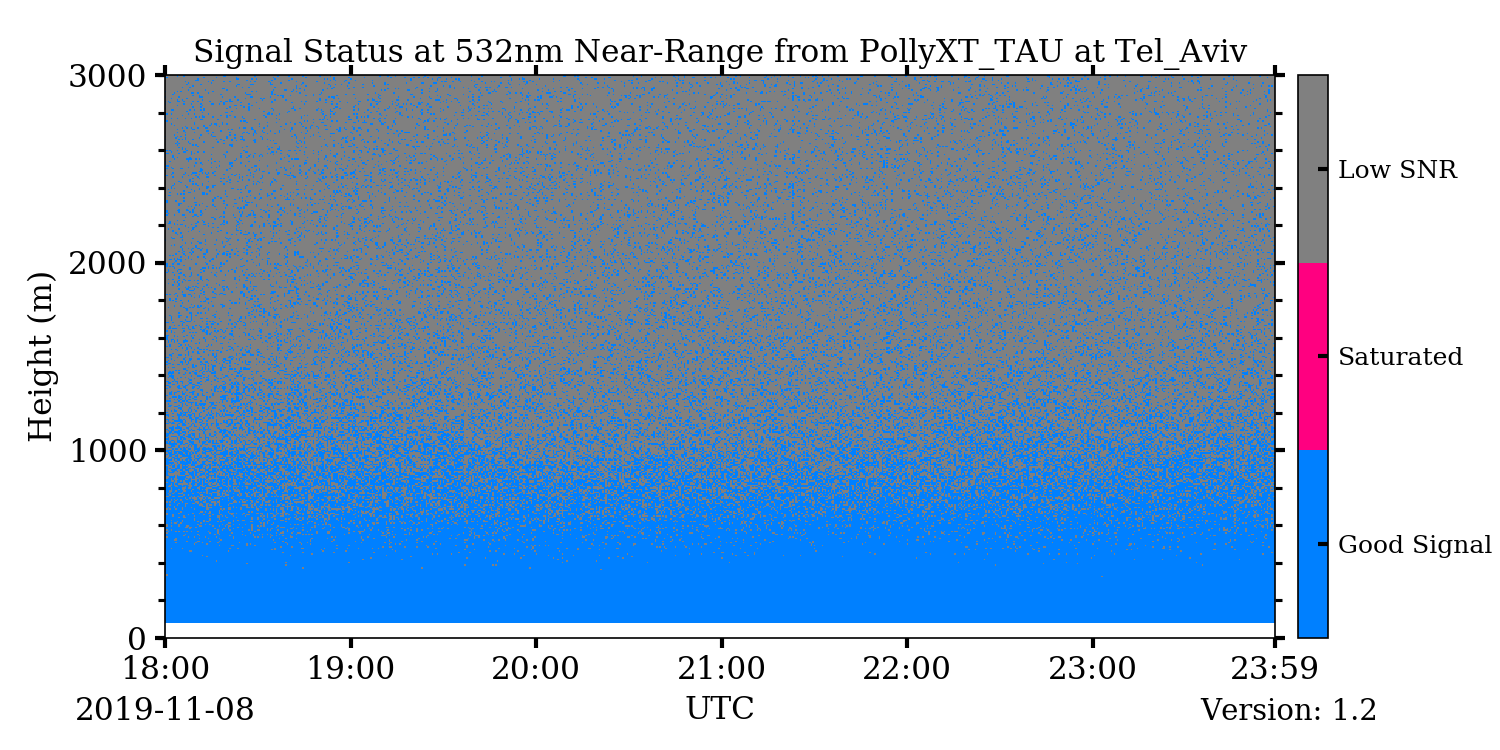 Signal Status at 532nm Near-Range from PollyXT_TAU at Tel_Aviv
3000
2000
1000
0
Height (m)
18:00
19:00
20:00
21:00
22:00
23:00
23:59
2019-11-08
UTC
Version: 1.2
Low SNR
Saturated
Good Signal